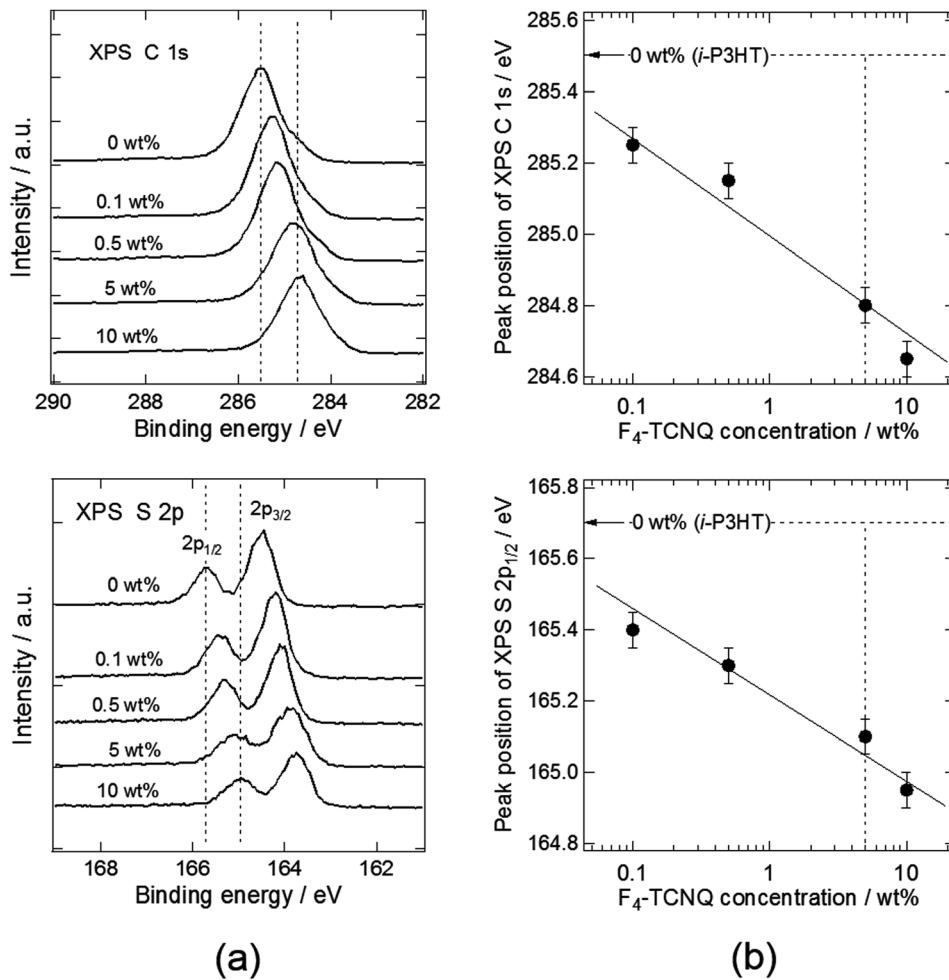 XPS C 1s
0 wt%
0.1 wt%
0.5 wt%
5 wt%
10 wt%
Intensity / a.u.
290 288 286 284 282
Binding energy / eV
285.6
285.4
285.2
285.0
284.8
284.6
0 wt% (i-P3HT)
Peak position of XPS C 1s / eV
0.1 1 10
F₄-TCNQ concentration / wt%
XPS S 2p
2p₃/₂
2p₁/₂
0 wt%
0.1 wt%
0.5 wt%
5 wt%
10 wt%
Intensity / a.u.
168 166 164 162
Binding energy / eV
165.8
165.6
165.4
165.2
165.0
164.8
0 wt% (i-P3HT)
Peak position of XPS S 2p₁/₂ / eV
0.1 1 10
F₄-TCNQ concentration / wt%
(a)
(b)